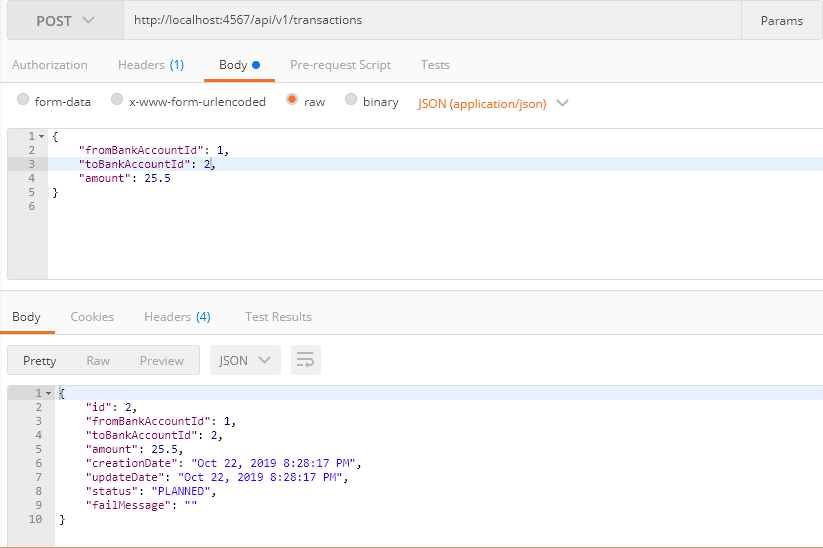 POST http://localhost:4567/api/v1/transactions Params
Authorization Headers (1) Body Pre-request Script Tests
form-data x-www-form-urlencoded raw binary JSON (application/json)
1 {
2 "fromBankAccountId": 1,
3 "toBankAccountId": 2,
4 "amount": 25.5
5 }
6
Body Cookies Headers (4) Test Results
Pretty Raw Preview JSON
1 {
2 "id": 2,
3 "fromBankAccountId": 1,
4 "toBankAccountId": 2,
5 "amount": 25.5,
6 "creationDate": "Oct 22, 2019 8:28:17 PM",
7 "updateDate": "Oct 22, 2019 8:28:17 PM",
8 "status": "PLANNED",
9 "failMessage": ""
10 }